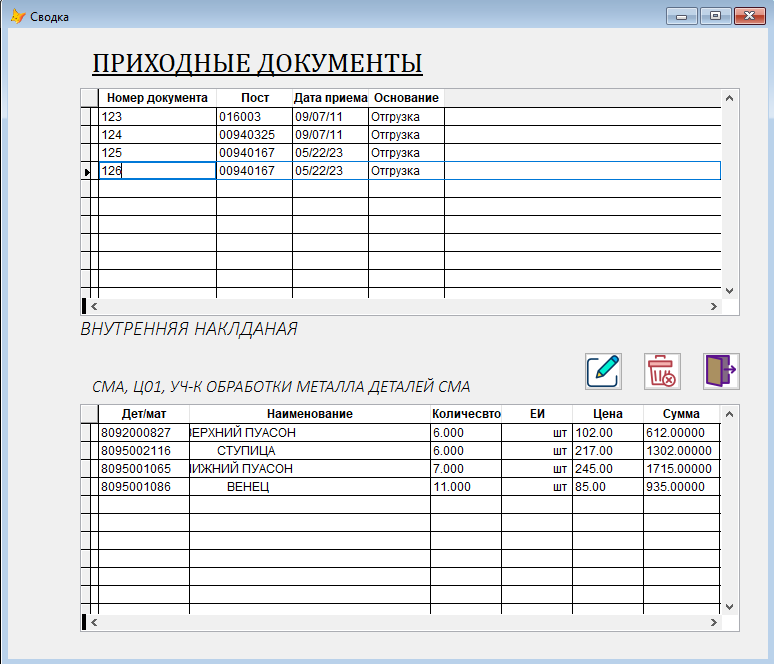 Сводка
ПРИХОДНЫЕ ДОКУМЕНТЫ
Номер документа Пост Дата приема Основание
123 016003 09/07/11 Отгрузка
124 00940325 09/07/11 Отгрузка
125 00940167 05/22/23 Отгрузка
126 00940167 05/22/23 Отгрузка
ВНУТРЕННЯЯ НАКЛДАНАЯ
СМА, Ц01, УЧ-К ОБРАБОТКИ МЕТАЛЛА ДЕТАЛЕЙ СМА
Дет/мат Наименование Количесвто ЕИ Цена Сумма
8092000827 ВЕРХНИЙ ПУАСОН 6.000 шт 102.00 612.00000
8095002116 СТУПИЦА 6.000 шт 217.00 1302.00000
8095001065 НИЖНИЙ ПУАСОН 7.000 шт 245.00 1715.00000
8095001086 ВЕНЕЦ 11.000 шт 85.00 935.00000